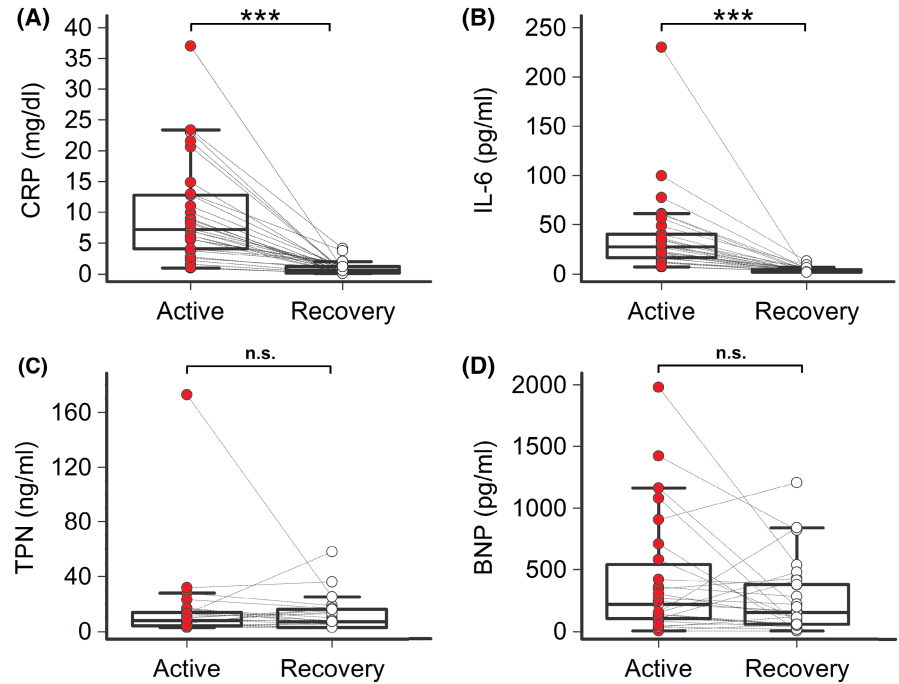 (A)
***
CRP (mg/dl)
40
35
30
25
20
15
10
5
0
Active
Recovery
(B)
***
IL-6 (pg/ml)
250
200
150
100
50
0
Active
Recovery
(C)
n.s.
TPN (ng/ml)
160
120
80
40
0
Active
Recovery
(D)
n.s.
BNP (pg/ml)
2000
1500
1000
500
0
Active
Recovery